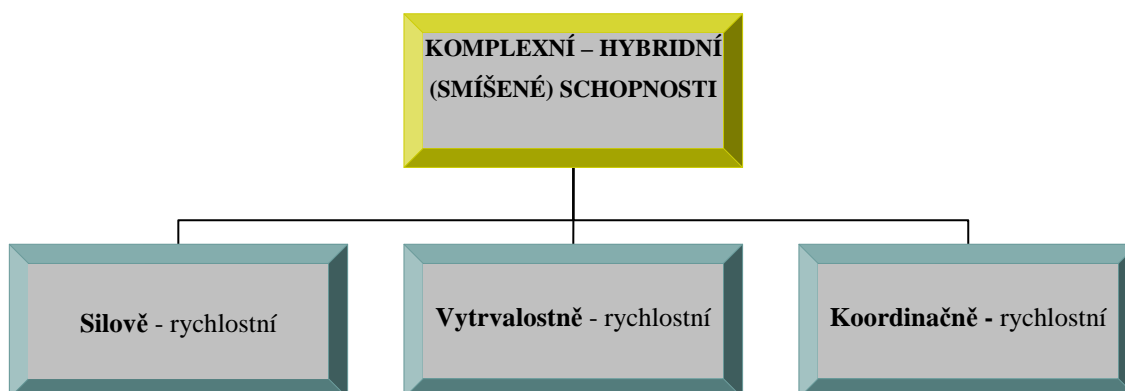 KOMPLEXNÍ – HYBRIDNÍ
(SMÍŠENÉ) SCHOPNOSTI
Silově - rychlostní
Vytrvalostně - rychlostní
Koordinačně - rychlostní